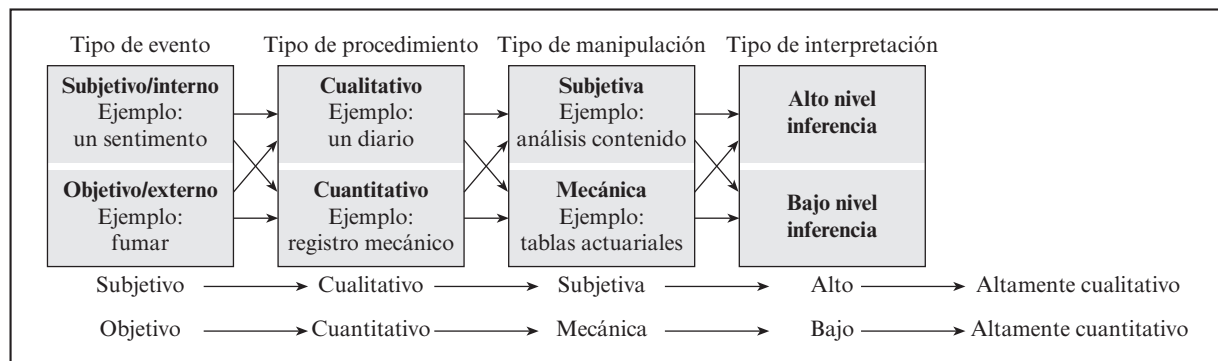 Tipo de evento
Tipo de procedimiento
Tipo de manipulación
Tipo de interpretación
Subjetivo/interno
Ejemplo:
un sentimento
Cualitativo
Ejemplo:
un diario
Subjetiva
Ejemplo:
análisis contenido
Alto nivel
inferencia
Objetivo/externo
Ejemplo:
fumar
Cuantitativo
Ejemplo:
registro mecánico
Mecánica
Ejemplo:
tablas actuariales
Bajo nivel
inferencia
Subjetivo Cualitativo Subjetiva Alto Altamente cualitativo
Objetivo Cuantitativo Mecánica Bajo Altamente cuantitativo